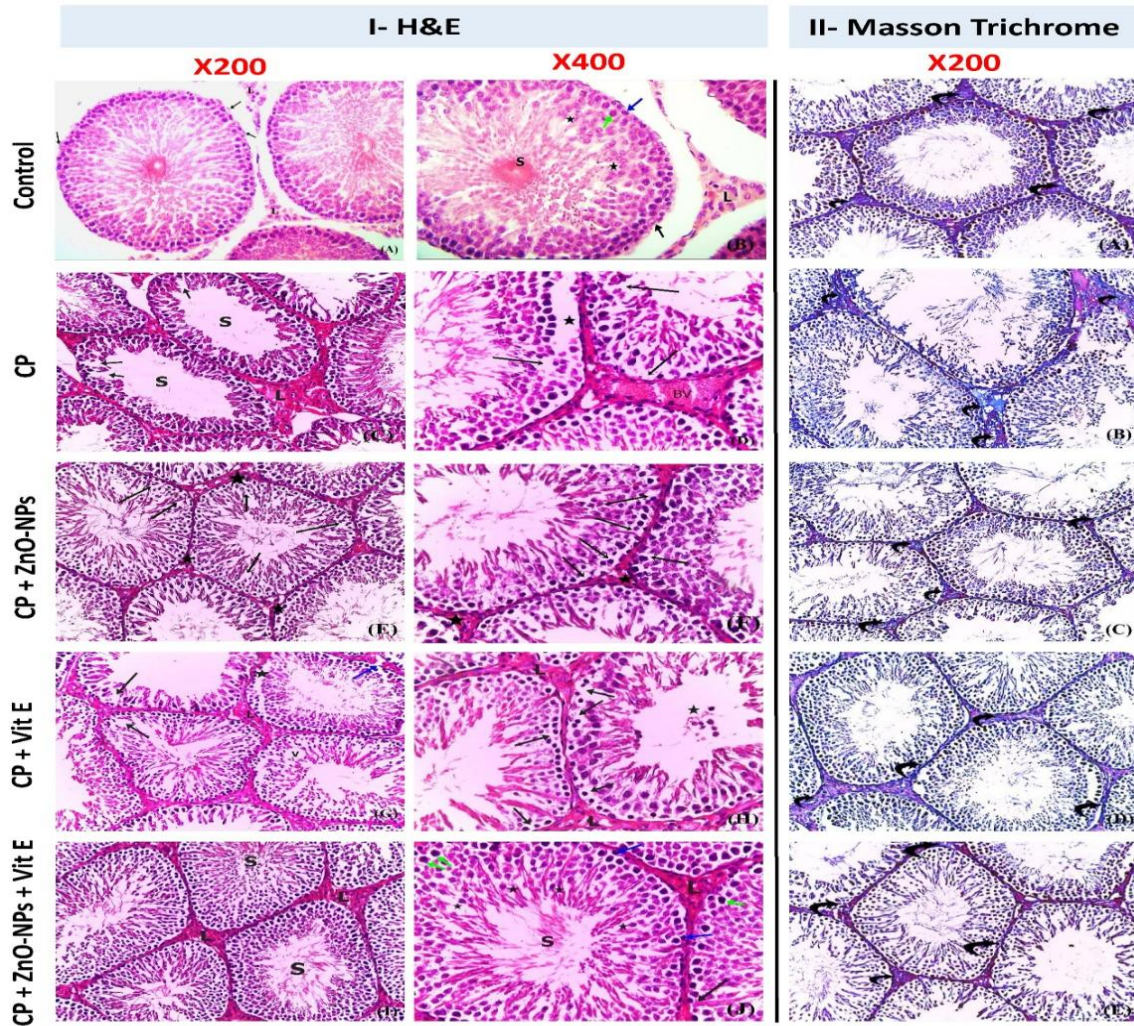 I- H&E
II- Masson Trichrome
X200
X400
X200
Control
L
L
(A)
S
L
(B)
(A)
CP
S
S
L
(C)
BV
(D)
(B)
CP + ZnO-NPs
(E)
(F)
(C)
CP + Vit E
L
V
(G)
L
L
(H)
(D)
CP + ZnO-NPs + Vit E
S
L
L
S
(I)
L
S
(J)
(E)